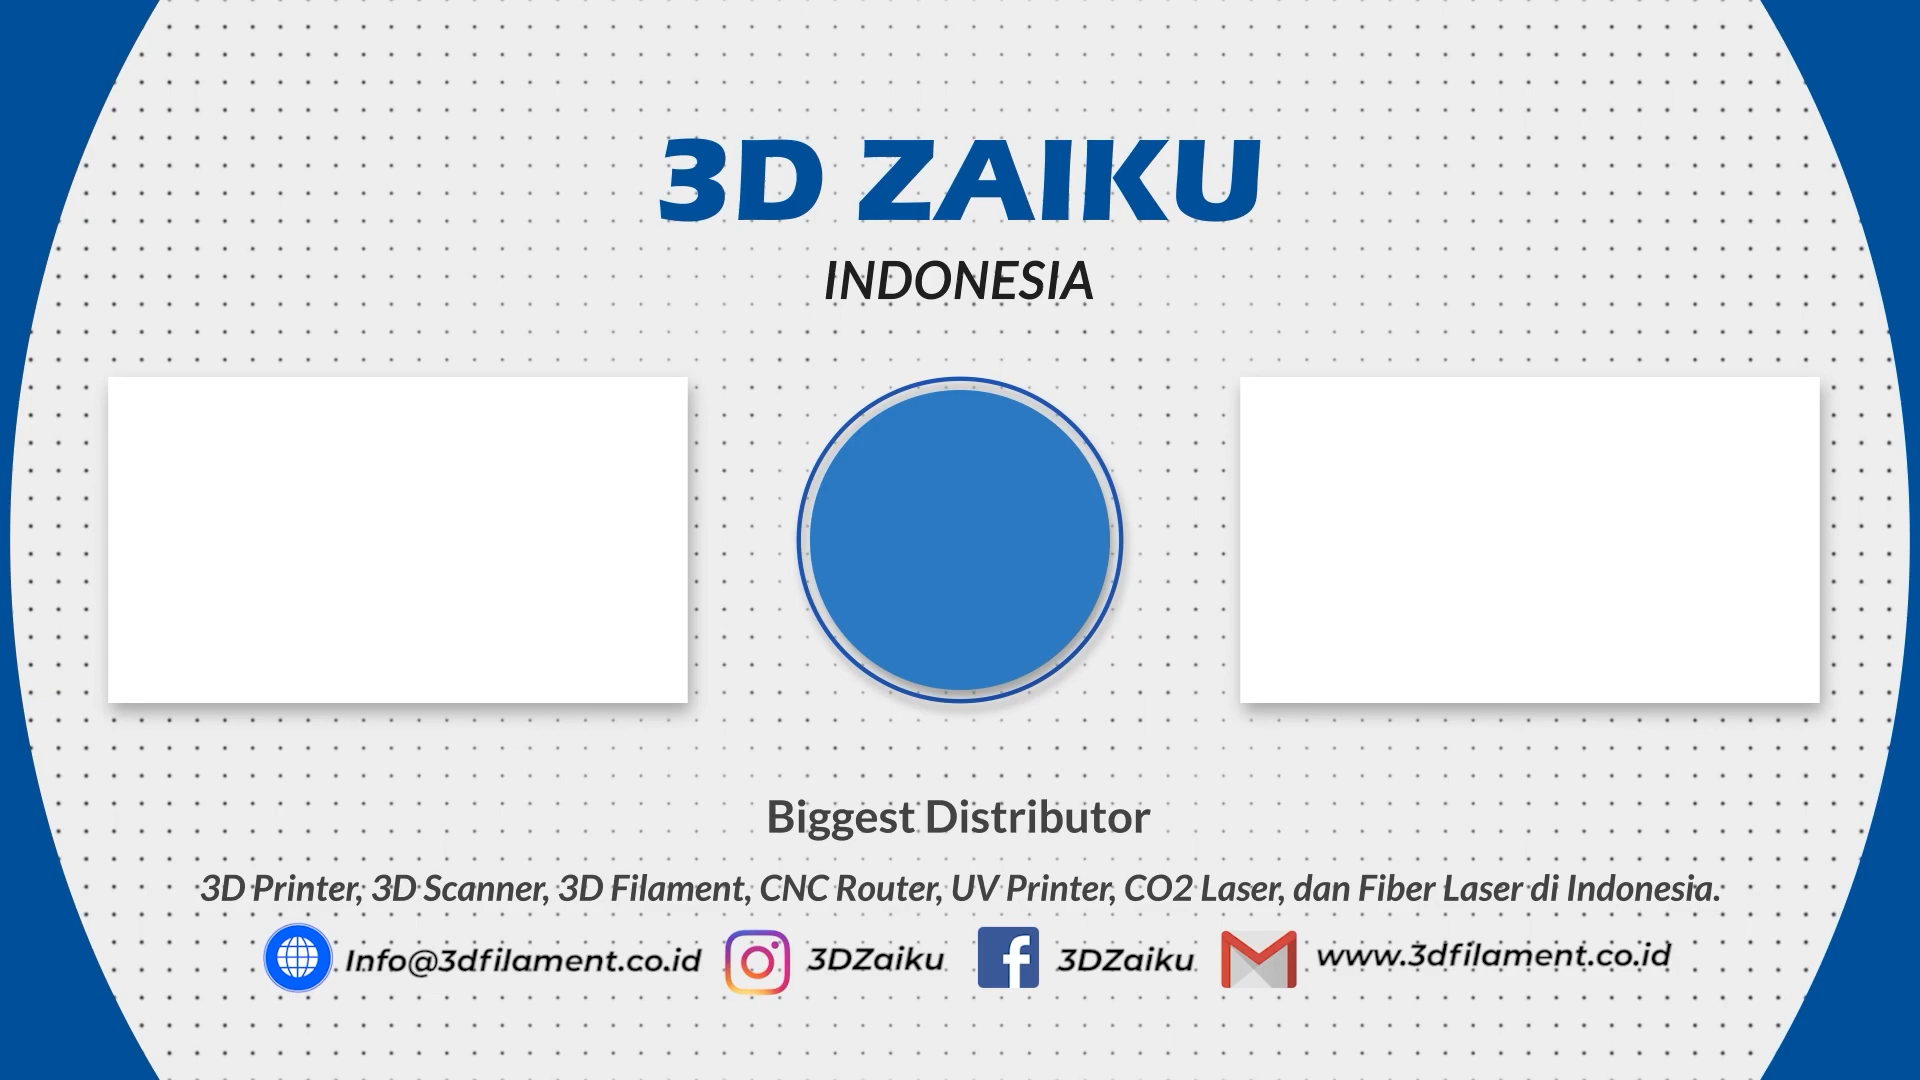 3D ZAIKU
INDONESIA
Biggest Distributor
3D Printer, 3D Scanner, 3D Filament, CNC Router, UV Printer, CO2 Laser, dan Fiber Laser di Indonesia.
Info@3dfilament.co.id 3DZaiku 3DZaiku www.3dfilament.co.id